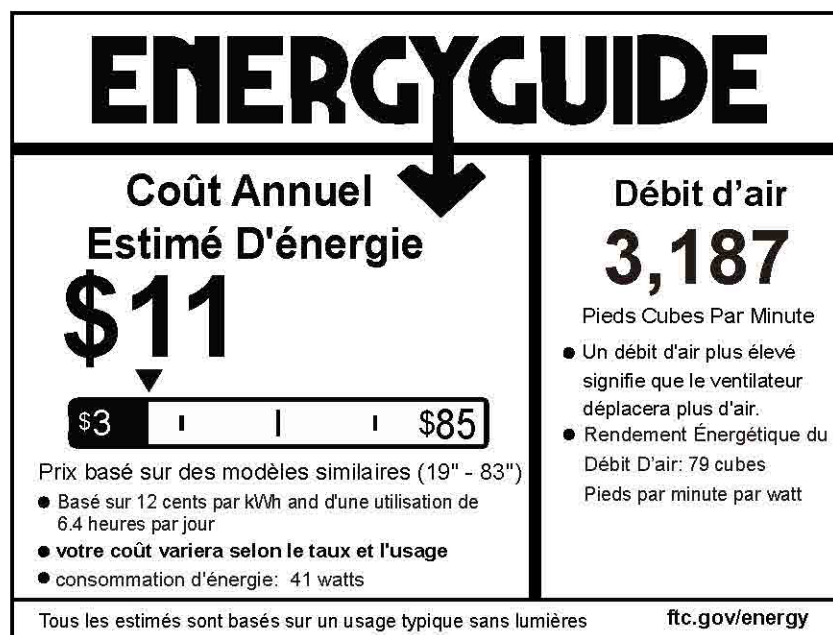 ENERGYGUIDE
Coût Annuel
Estimé D'énergie
$11
$3 $85
Prix basé sur des modèles similaires (19" - 83")
● Basé sur 12 cents par kWh and d'une utilisation de
6.4 heures par jour
● votre coût variera selon le taux et l'usage
● consommation d'énergie: 41 watts
Débit d'air
3,187
Pieds Cubes Par Minute
● Un débit d'air plus élevé
signifie que le ventilateur
déplacera plus d'air.
● Rendement Énergétique du
Débit D'air: 79 cubes
Pieds par minute par watt
Tous les estimés sont basés sur un usage typique sans lumières
ftc.gov/energy